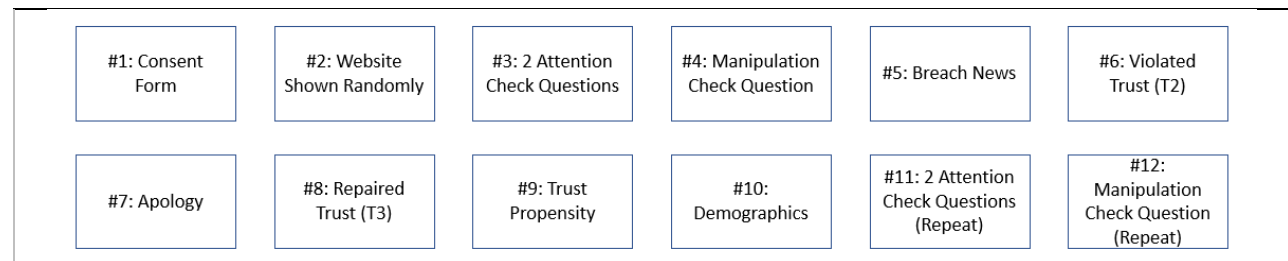 #1: Consent
Form
#2: Website
Shown Randomly
#3: 2 Attention
Check Questions
#4: Manipulation
Check Question
#5: Breach News
#6: Violated
Trust (T2)
#7: Apology
#8: Repaired
Trust (T3)
#9: Trust
Propensity
#10:
Demographics
#11: 2 Attention
Check Questions
(Repeat)
#12:
Manipulation
Check Question
(Repeat)